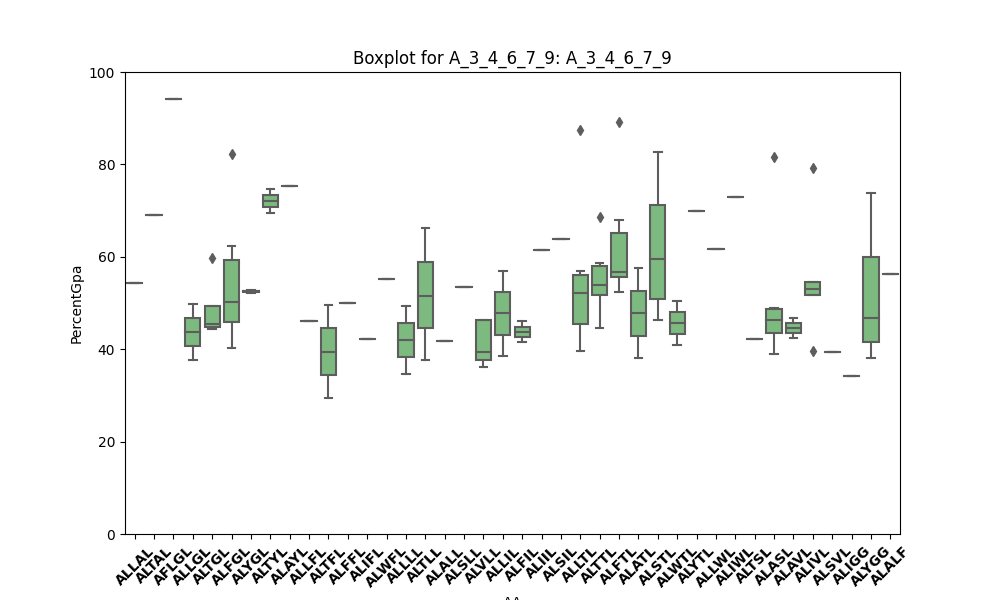 Boxplot for A_3_4_6_7_9: A_3_4_6_7_9
PercentGpa
100
80
60
40
20
0
ALLAL
ALTAL
AFLGL
ALLGL
ALTGL
ALFGL
ALYGL
ALTYL
ALAYL
ALLFL
ALTFL
ALFFL
ALIFL
ALWFL
ALLLL
ALTLL
ALALL
ALSLL
ALVLL
ALLIL
ALFIL
ALIIL
ALSIL
ALLTL
ALTTL
ALFTL
ALATL
ALSTL
ALWTL
ALYTL
ALLWL
ALIWL
ALTSL
ALASL
ALAVL
ALIVL
ALSVL
ALIGG
ALYGG
ALALF